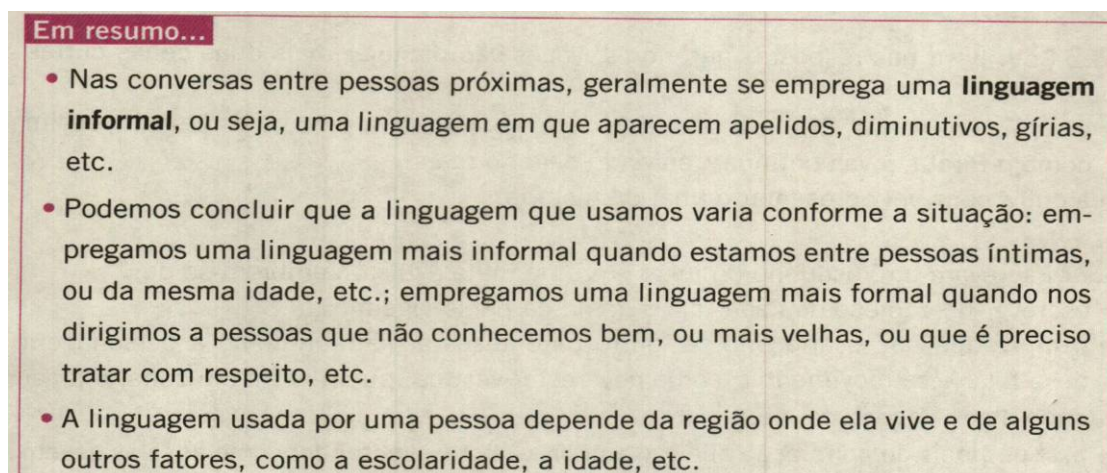 Em resumo...
• Nas conversas entre pessoas próximas, geralmente se emprega uma linguagem
informal, ou seja, uma linguagem em que aparecem apelidos, diminutivos, gírias,
etc.
• Podemos concluir que a linguagem que usamos varia conforme a situação: em-
pregamos uma linguagem mais informal quando estamos entre pessoas íntimas,
ou da mesma idade, etc.; empregamos uma linguagem mais formal quando nos
dirigimos a pessoas que não conhecemos bem, ou mais velhas, ou que é preciso
tratar com respeito, etc.
• A linguagem usada por uma pessoa depende da região onde ela vive e de alguns
outros fatores, como a escolaridade, a idade, etc.